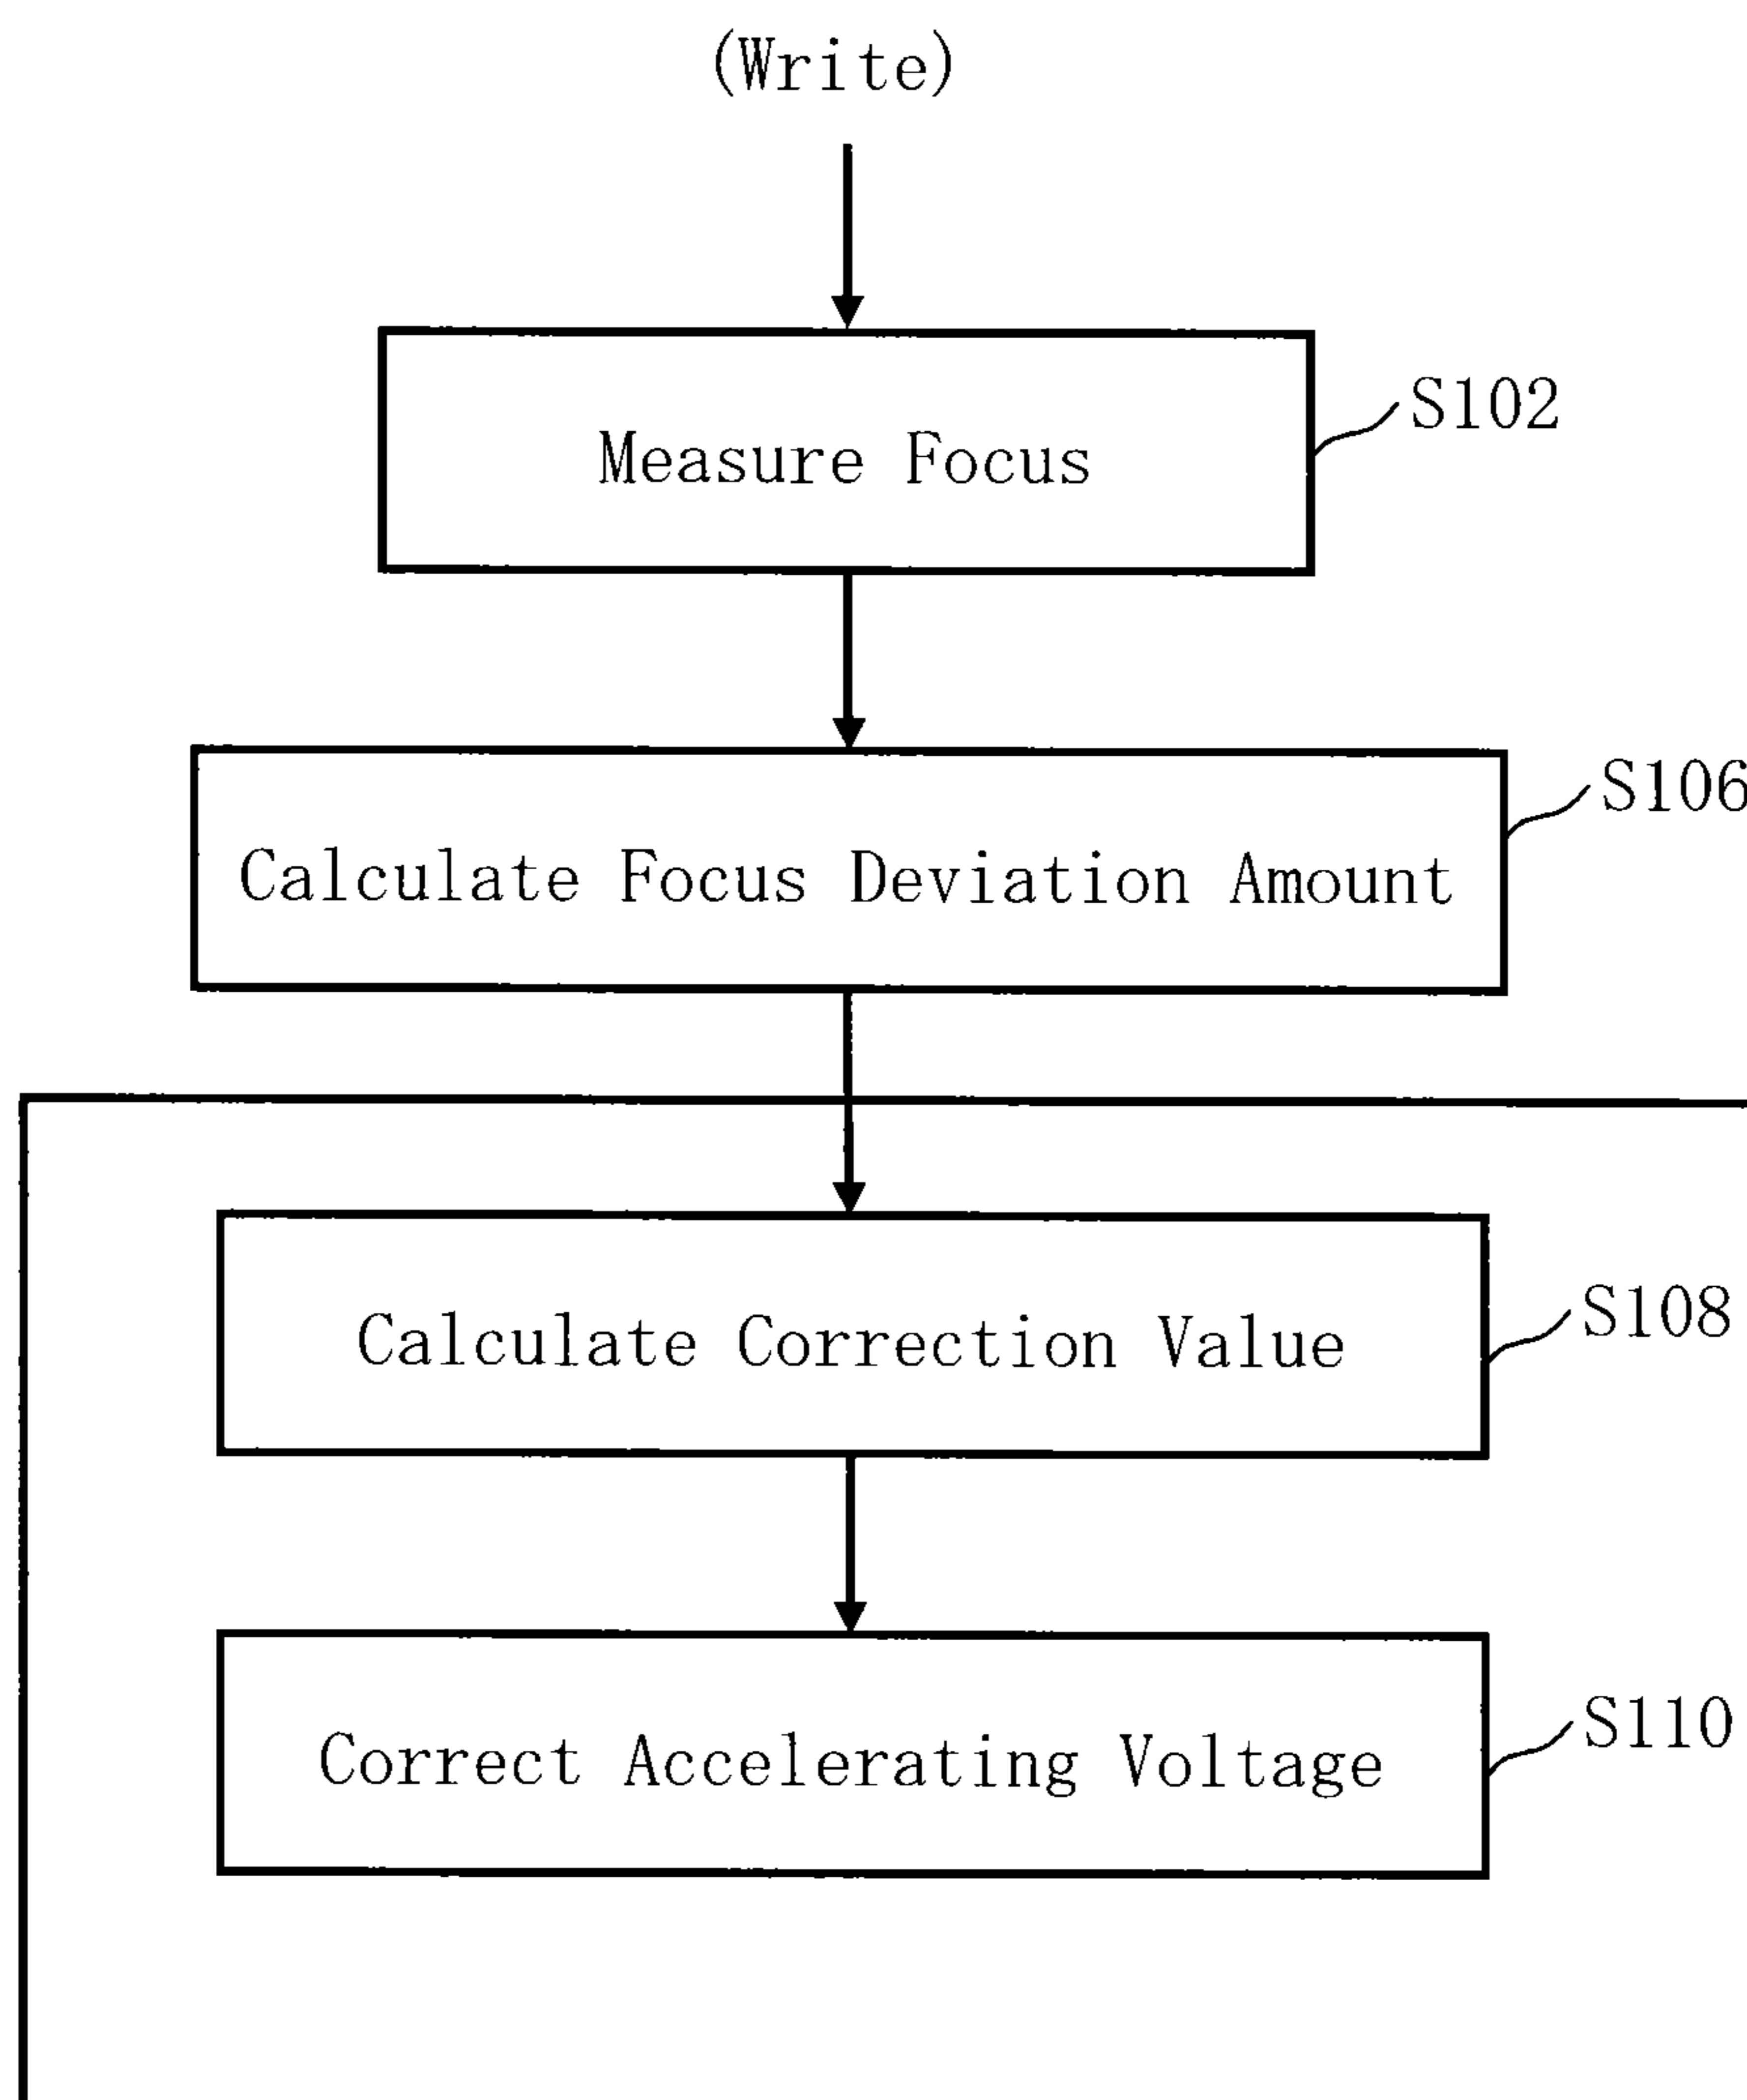 (Write)
S102
Measure Focus
S106
Calculate Focus Deviation Amount
S108
Calculate Correction Value
S110
Correct Accelerating Voltage